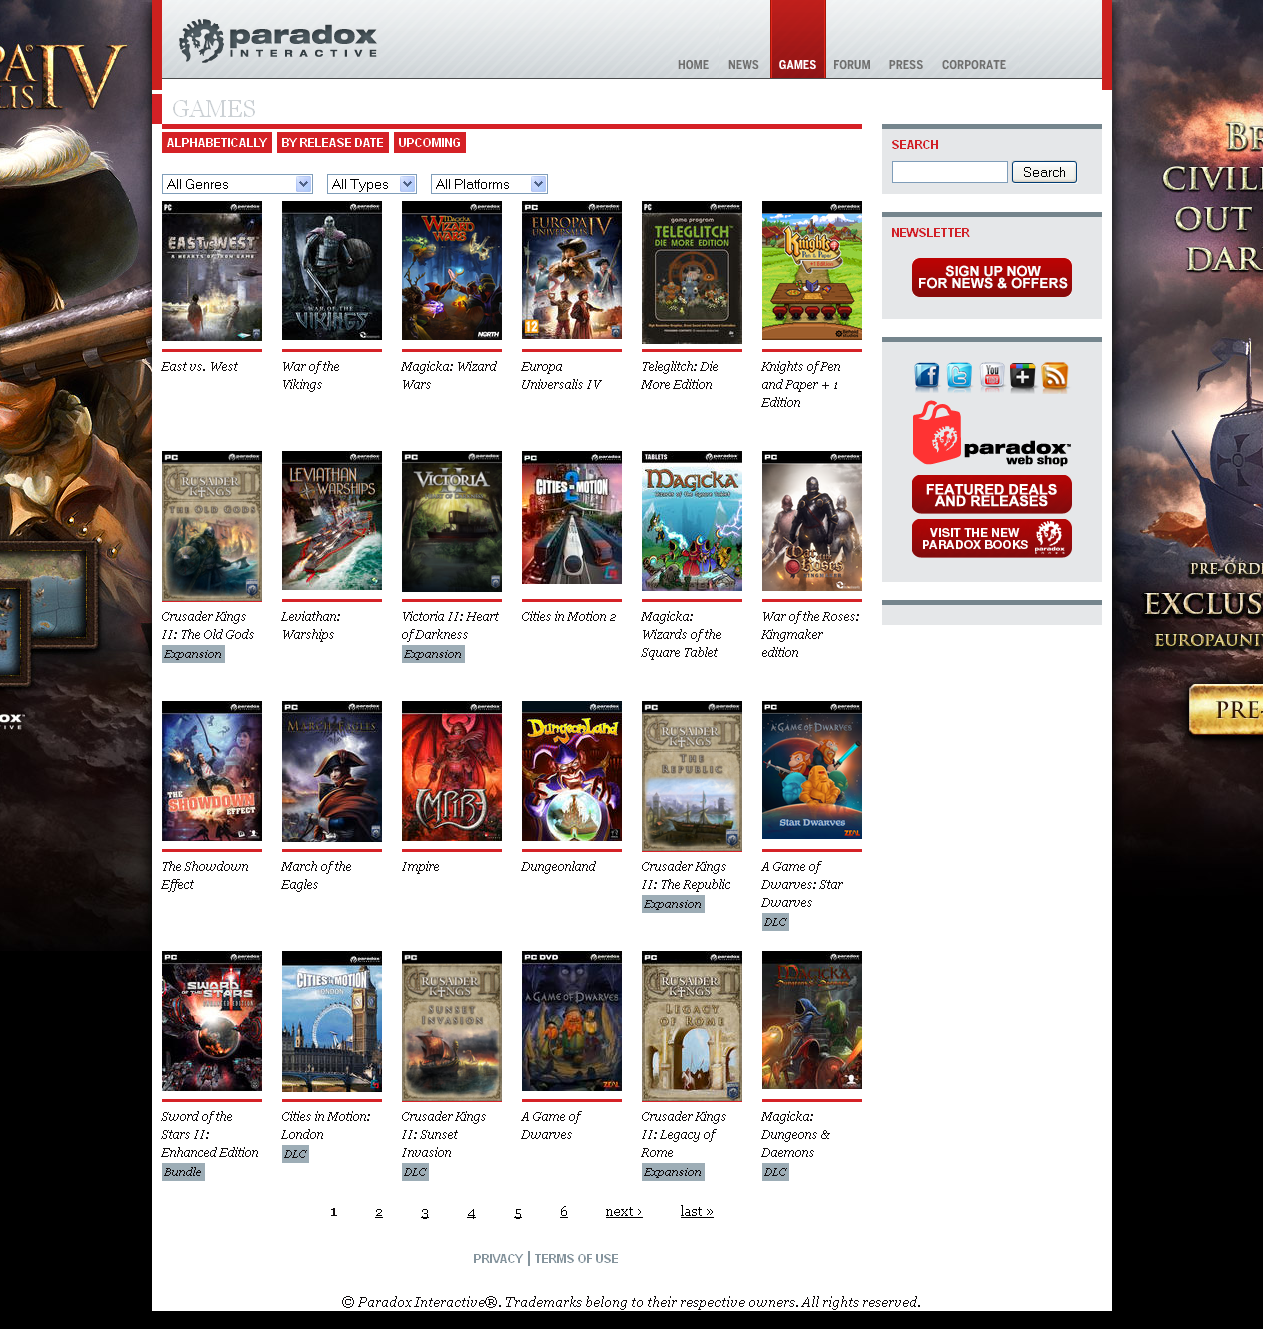 paradox
INTERACTIVE
HOME NEWS GAMES FORUM PRESS CORPORATE
GAMES
ALPHABETICALLY BY RELEASE DATE UPCOMING
All Genres All Types All Platforms
East vs. West
War of the
Vikings
Magicka: Wizard
Wars
Europa
Universalis IV
Teleglitch: Die
More Edition
Knights of Pen
and Paper + 1
Edition
Crusader Kings
II: The Old Gods
Expansion
Leviathan:
Warships
Victoria II: Heart
of Darkness
Expansion
Cities in Motion 2
Magicka:
Wizards of the
Square Tablet
War of the Roses:
Kingmaker
edition
The Showdown
Effect
March of the
Eagles
Impire
Dungeonland
Crusader Kings
II: The Republic
Expansion
A Game of
Dwarves: Star
Dwarves
DLC
Sword of the
Stars II:
Enhanced Edition
Bundle
Cities in Motion:
London
DLC
Crusader Kings
II: Sunset
Invasion
DLC
A Game of
Dwarves
Crusader Kings
II: Legacy of
Rome
Expansion
Magicka:
Dungeons &
Daemons
DLC
1 2 3 4 5 6 next › last »
SEARCH
Search
NEWSLETTER
SIGN UP NOW
FOR NEWS & OFFERS
paradox
web shop
FEATURED DEALS
AND RELEASES
VISIT THE NEW
PARADOX BOOKS
PRIVACY | TERMS OF USE
© Paradox Interactive®. Trademarks belong to their respective owners. All rights reserved.